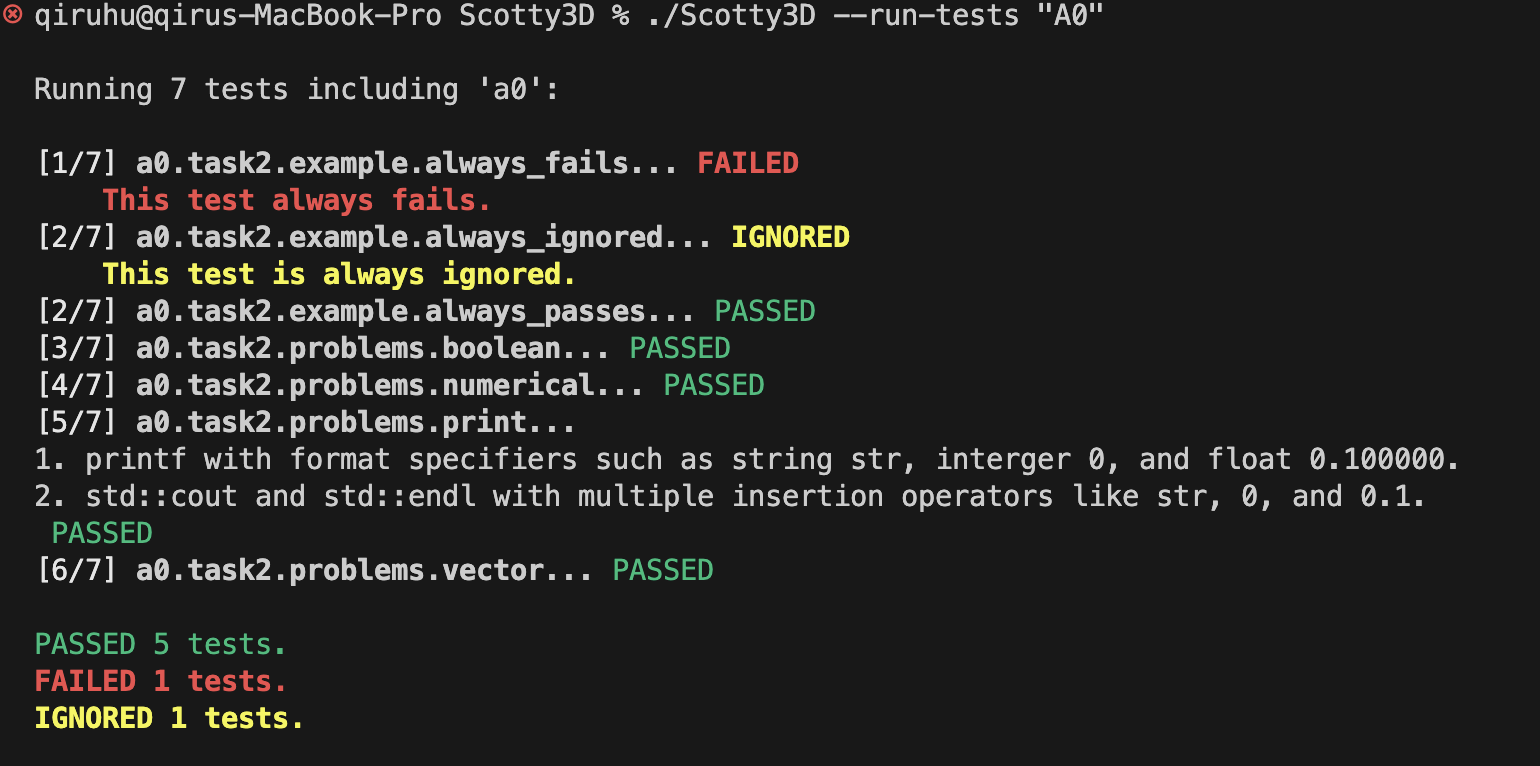 qiruhu@qirus-MacBook-Pro Scotty3D % ./Scotty3D --run-tests "A0"
Running 7 tests including 'a0':
[1/7] a0.task2.example.always_fails... FAILED
This test always fails.
[2/7] a0.task2.example.always_ignored... IGNORED
This test is always ignored.
[2/7] a0.task2.example.always_passes... PASSED
[3/7] a0.task2.problems.boolean... PASSED
[4/7] a0.task2.problems.numerical... PASSED
[5/7] a0.task2.problems.print...
1. printf with format specifiers such as string str, interger 0, and float 0.100000.
2. std::cout and std::endl with multiple insertion operators like str, 0, and 0.1.
PASSED
[6/7] a0.task2.problems.vector... PASSED
PASSED 5 tests.
FAILED 1 tests.
IGNORED 1 tests.